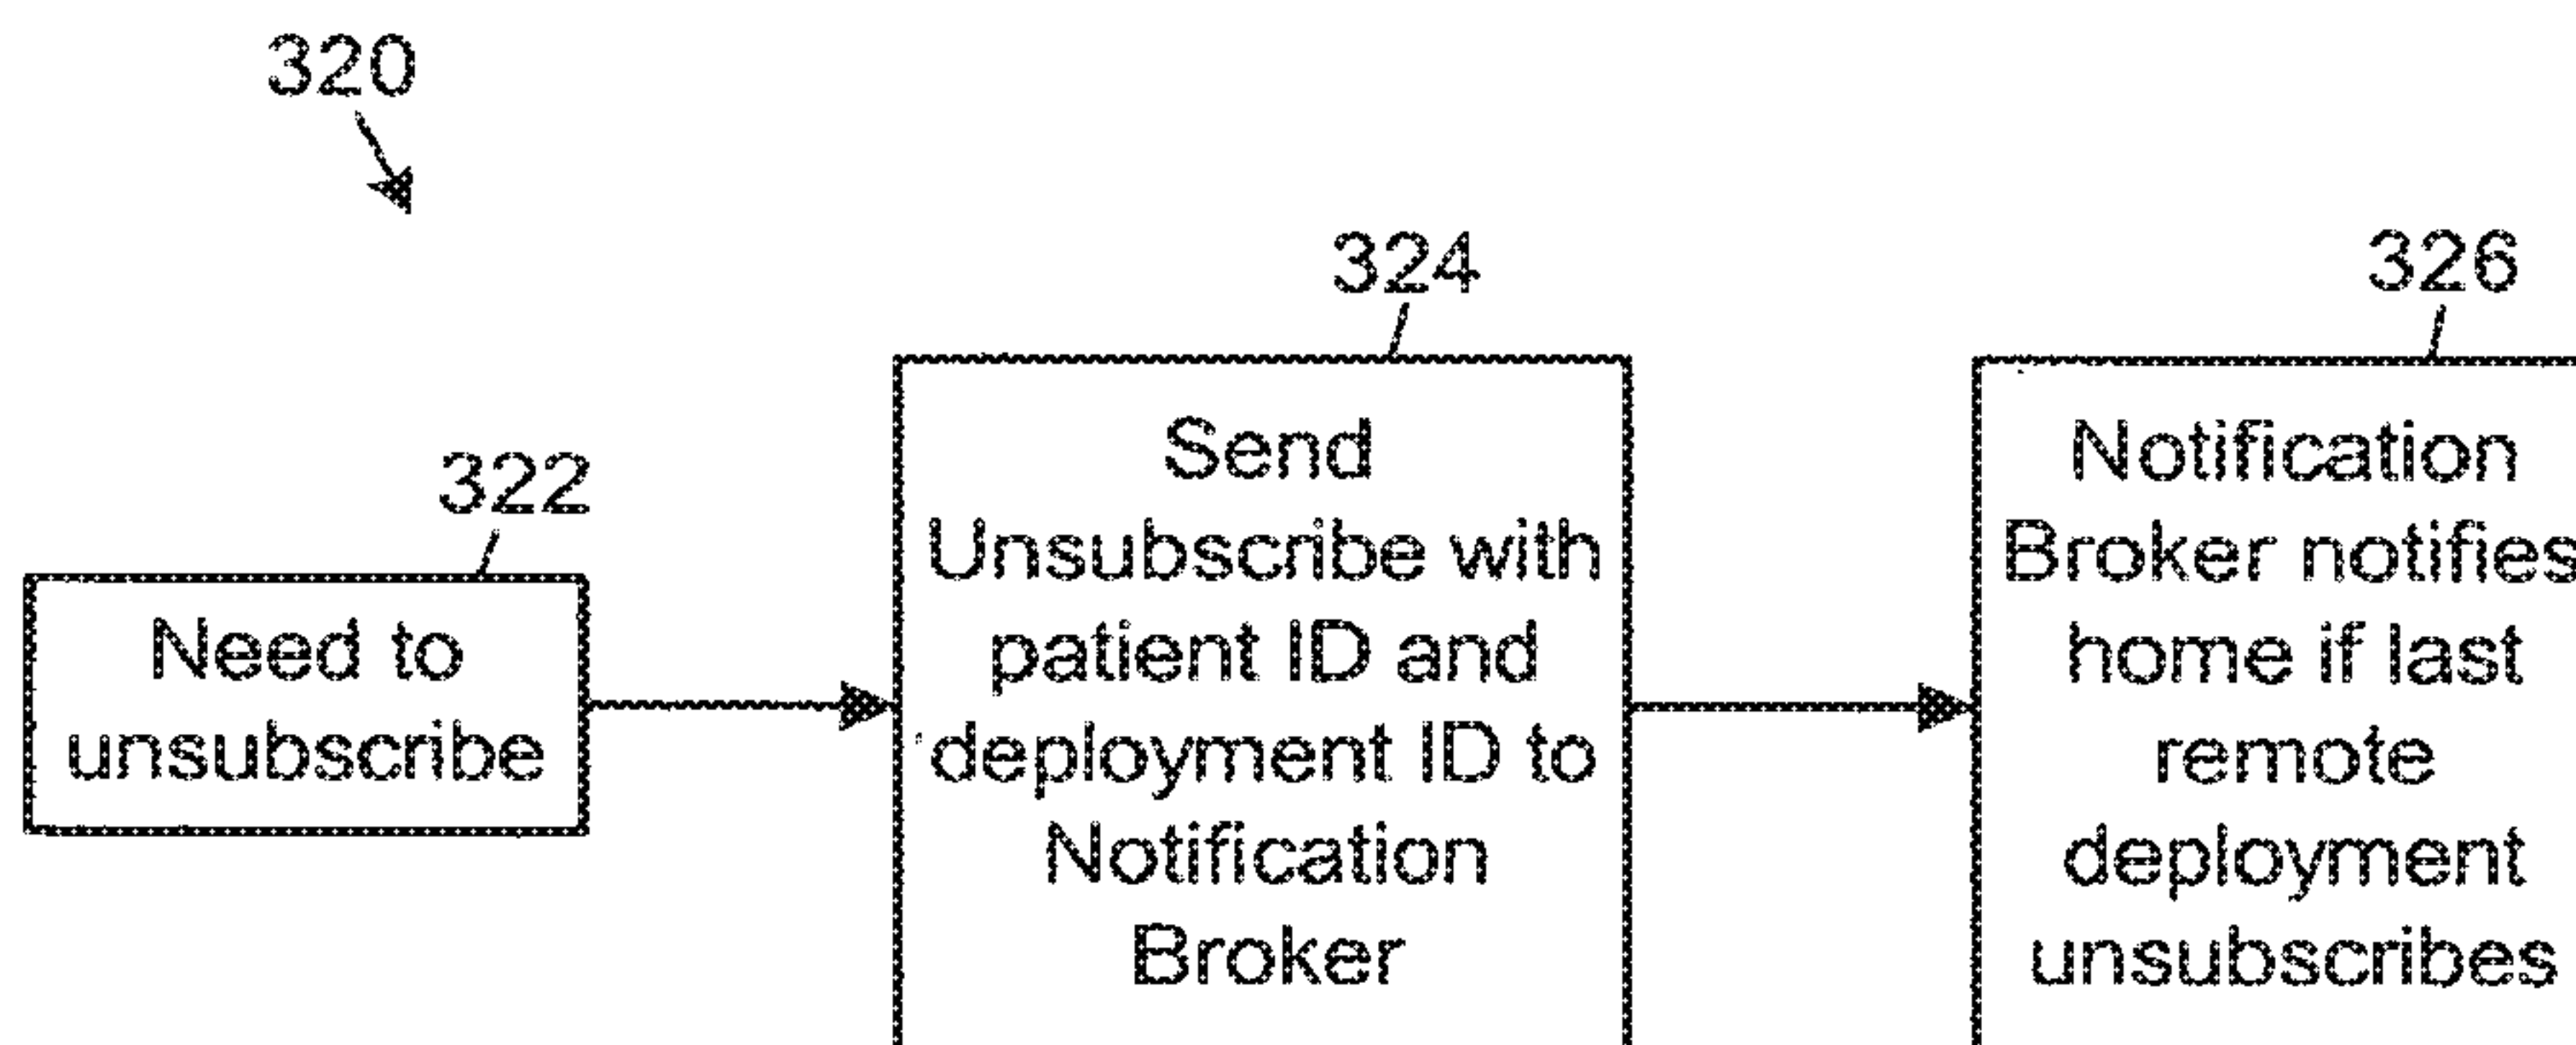 320
322
Need to
unsubscribe
324
Send
Unsubscribe with
patient ID and
deployment ID to
Notification
Broker
326
Notification
Broker notifies
home if last
remote
deployment
unsubscribes